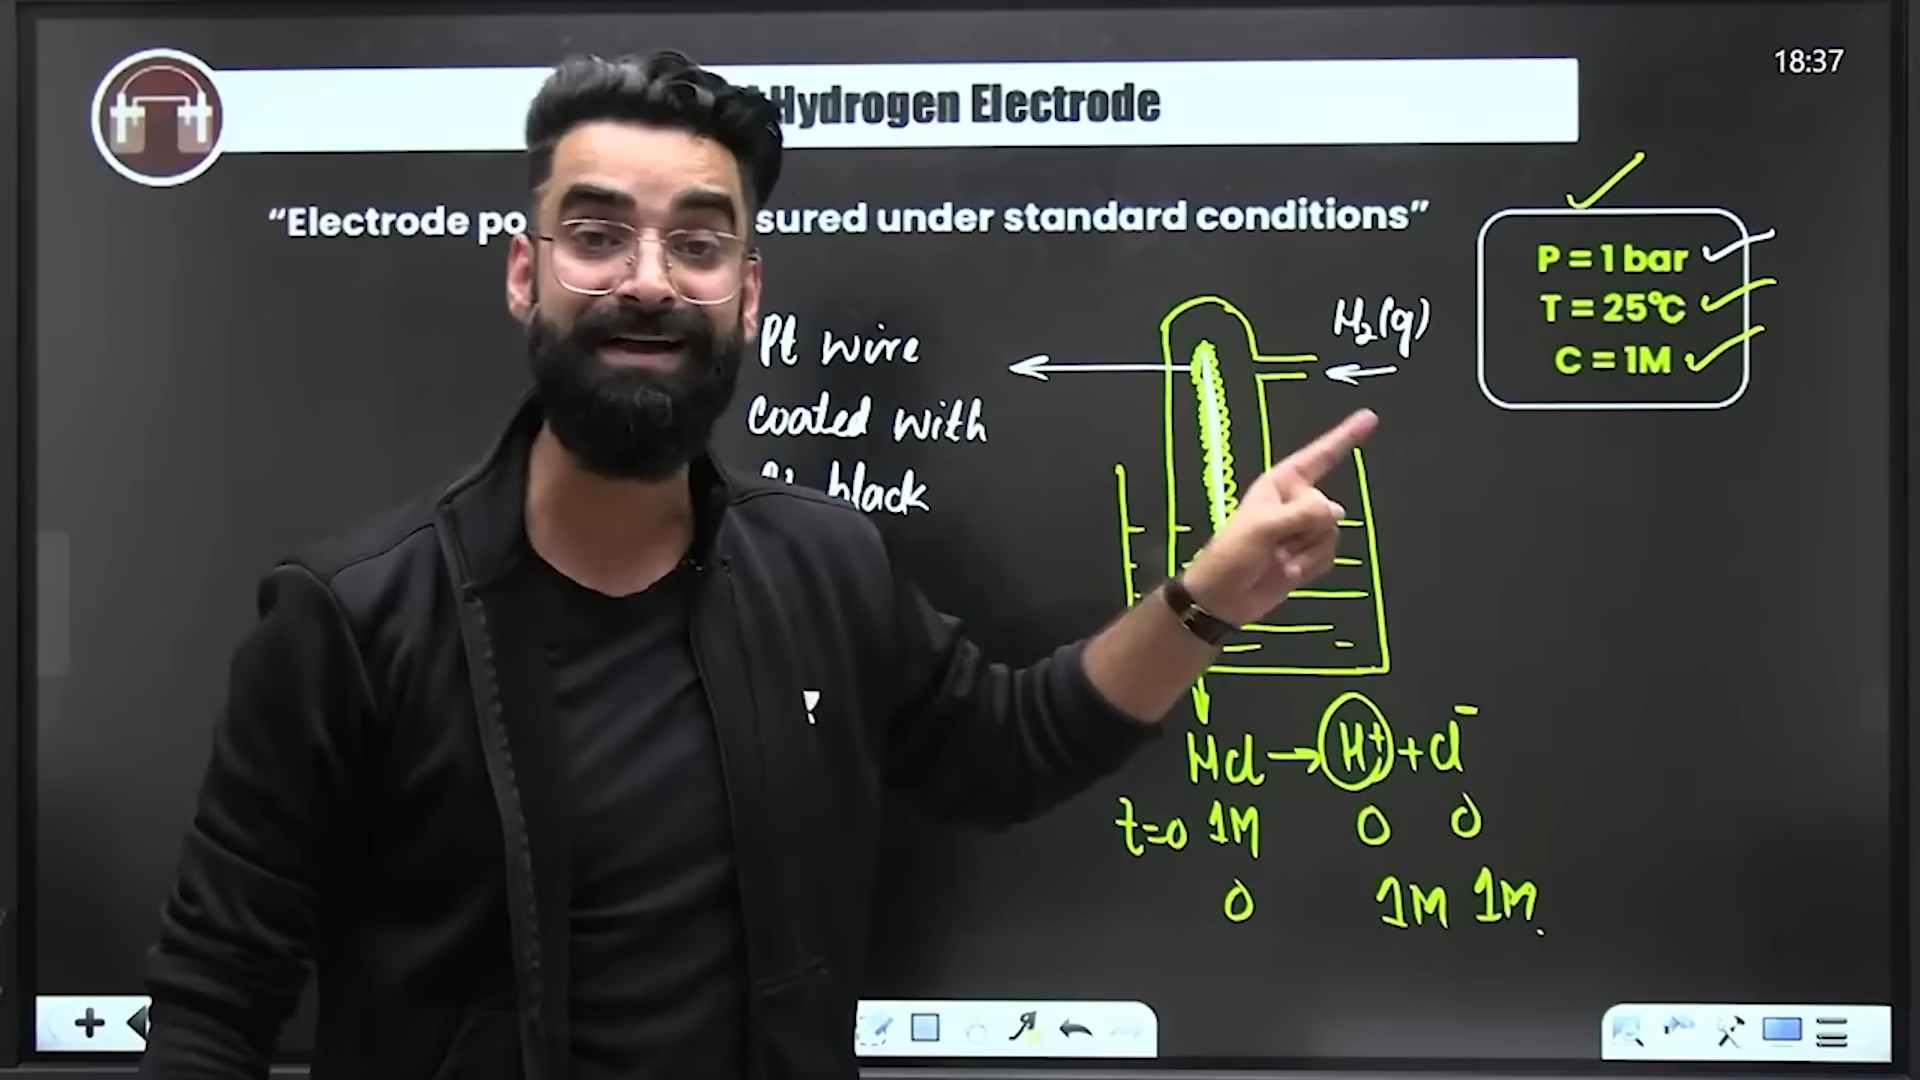 18:37
Hydrogen Electrode
“Electrode po sured under standard conditions”
P = 1 bar
T = 25°C
C = 1M
H₂(g)
Pt wire
Coated with
black
HCl → H⁺ + Cl⁻
t=0 1M 0 0
0 1M 1M.